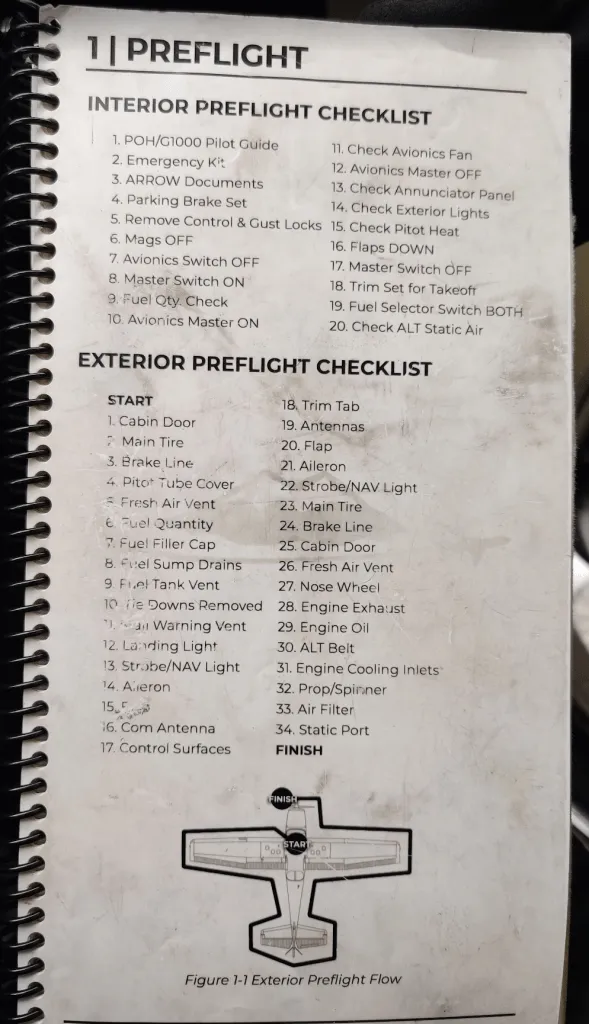 1 | PREFLIGHT
INTERIOR PREFLIGHT CHECKLIST
1. POH/G1000 Pilot Guide
2. Emergency Kit
3. ARROW Documents
4. Parking Brake Set
5. Remove Control & Gust Locks
6. Mags OFF
7. Avionics Switch OFF
8. Master Switch ON
9. Fuel Qty. Check
10. Avionics Master ON
11. Check Avionics Fan
12. Avionics Master OFF
13. Check Annunciator Panel
14. Check Exterior Lights
15. Check Pitot Heat
16. Flaps DOWN
17. Master Switch OFF
18. Trim Set for Takeoff
19. Fuel Selector Switch BOTH
20. Check ALT Static Air
EXTERIOR PREFLIGHT CHECKLIST
START
1. Cabin Door
2. Main Tire
3. Brake Line
4. Pitot Tube Cover
5. Fresh Air Vent
6. Fuel Quantity
7. Fuel Filler Cap
8. Fuel Sump Drains
9. Fuel Tank Vent
10. Tie Downs Removed
11. Warning Vent
12. Landing Light
13. Strobe/NAV Light
14. Aileron
15.
16. Com Antenna
17. Control Surfaces
18. Trim Tab
19. Antennas
20. Flap
21. Aileron
22. Strobe/NAV Light
23. Main Tire
24. Brake Line
25. Cabin Door
26. Fresh Air Vent
27. Nose Wheel
28. Engine Exhaust
29. Engine Oil
30. ALT Belt
31. Engine Cooling Inlets
32. Prop/Spinner
33. Air Filter
34. Static Port
FINISH
FINISH
START
Figure 1-1 Exterior Preflight Flow